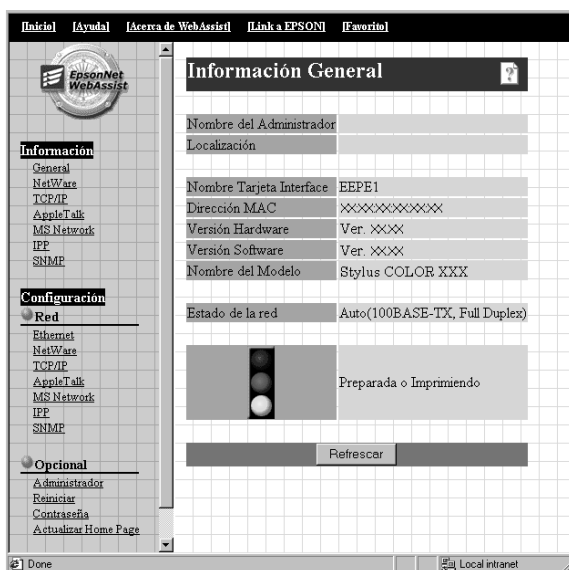 [Inicio] [Ayuda] [Acerca de WebAssist] [Link a EPSON] [Favorito]
EpsonNet
WebAssist
Información
General
NetWare
TCP/IP
AppleTalk
MS Network
IPP
SNMP
Configuración
Red
Ethernet
NetWare
TCP/IP
AppleTalk
MS Network
IPP
SNMP
Opcional
Administrador
Reiniciar
Contraseña
Actualizar Home Page
Información General
?
Nombre del Administrador
Localización
Nombre Tarjeta Interface EEPE1
Dirección MAC XXXXXXXXXXXX
Versión Hardware Ver. XXXX
Versión Software Ver. XXXX
Nombre del Modelo Stylus COLOR XXX
Estado de la red Auto(100BASE-TX, Full Duplex)
Preparada o Imprimiendo
Refrescar
Done Local intranet